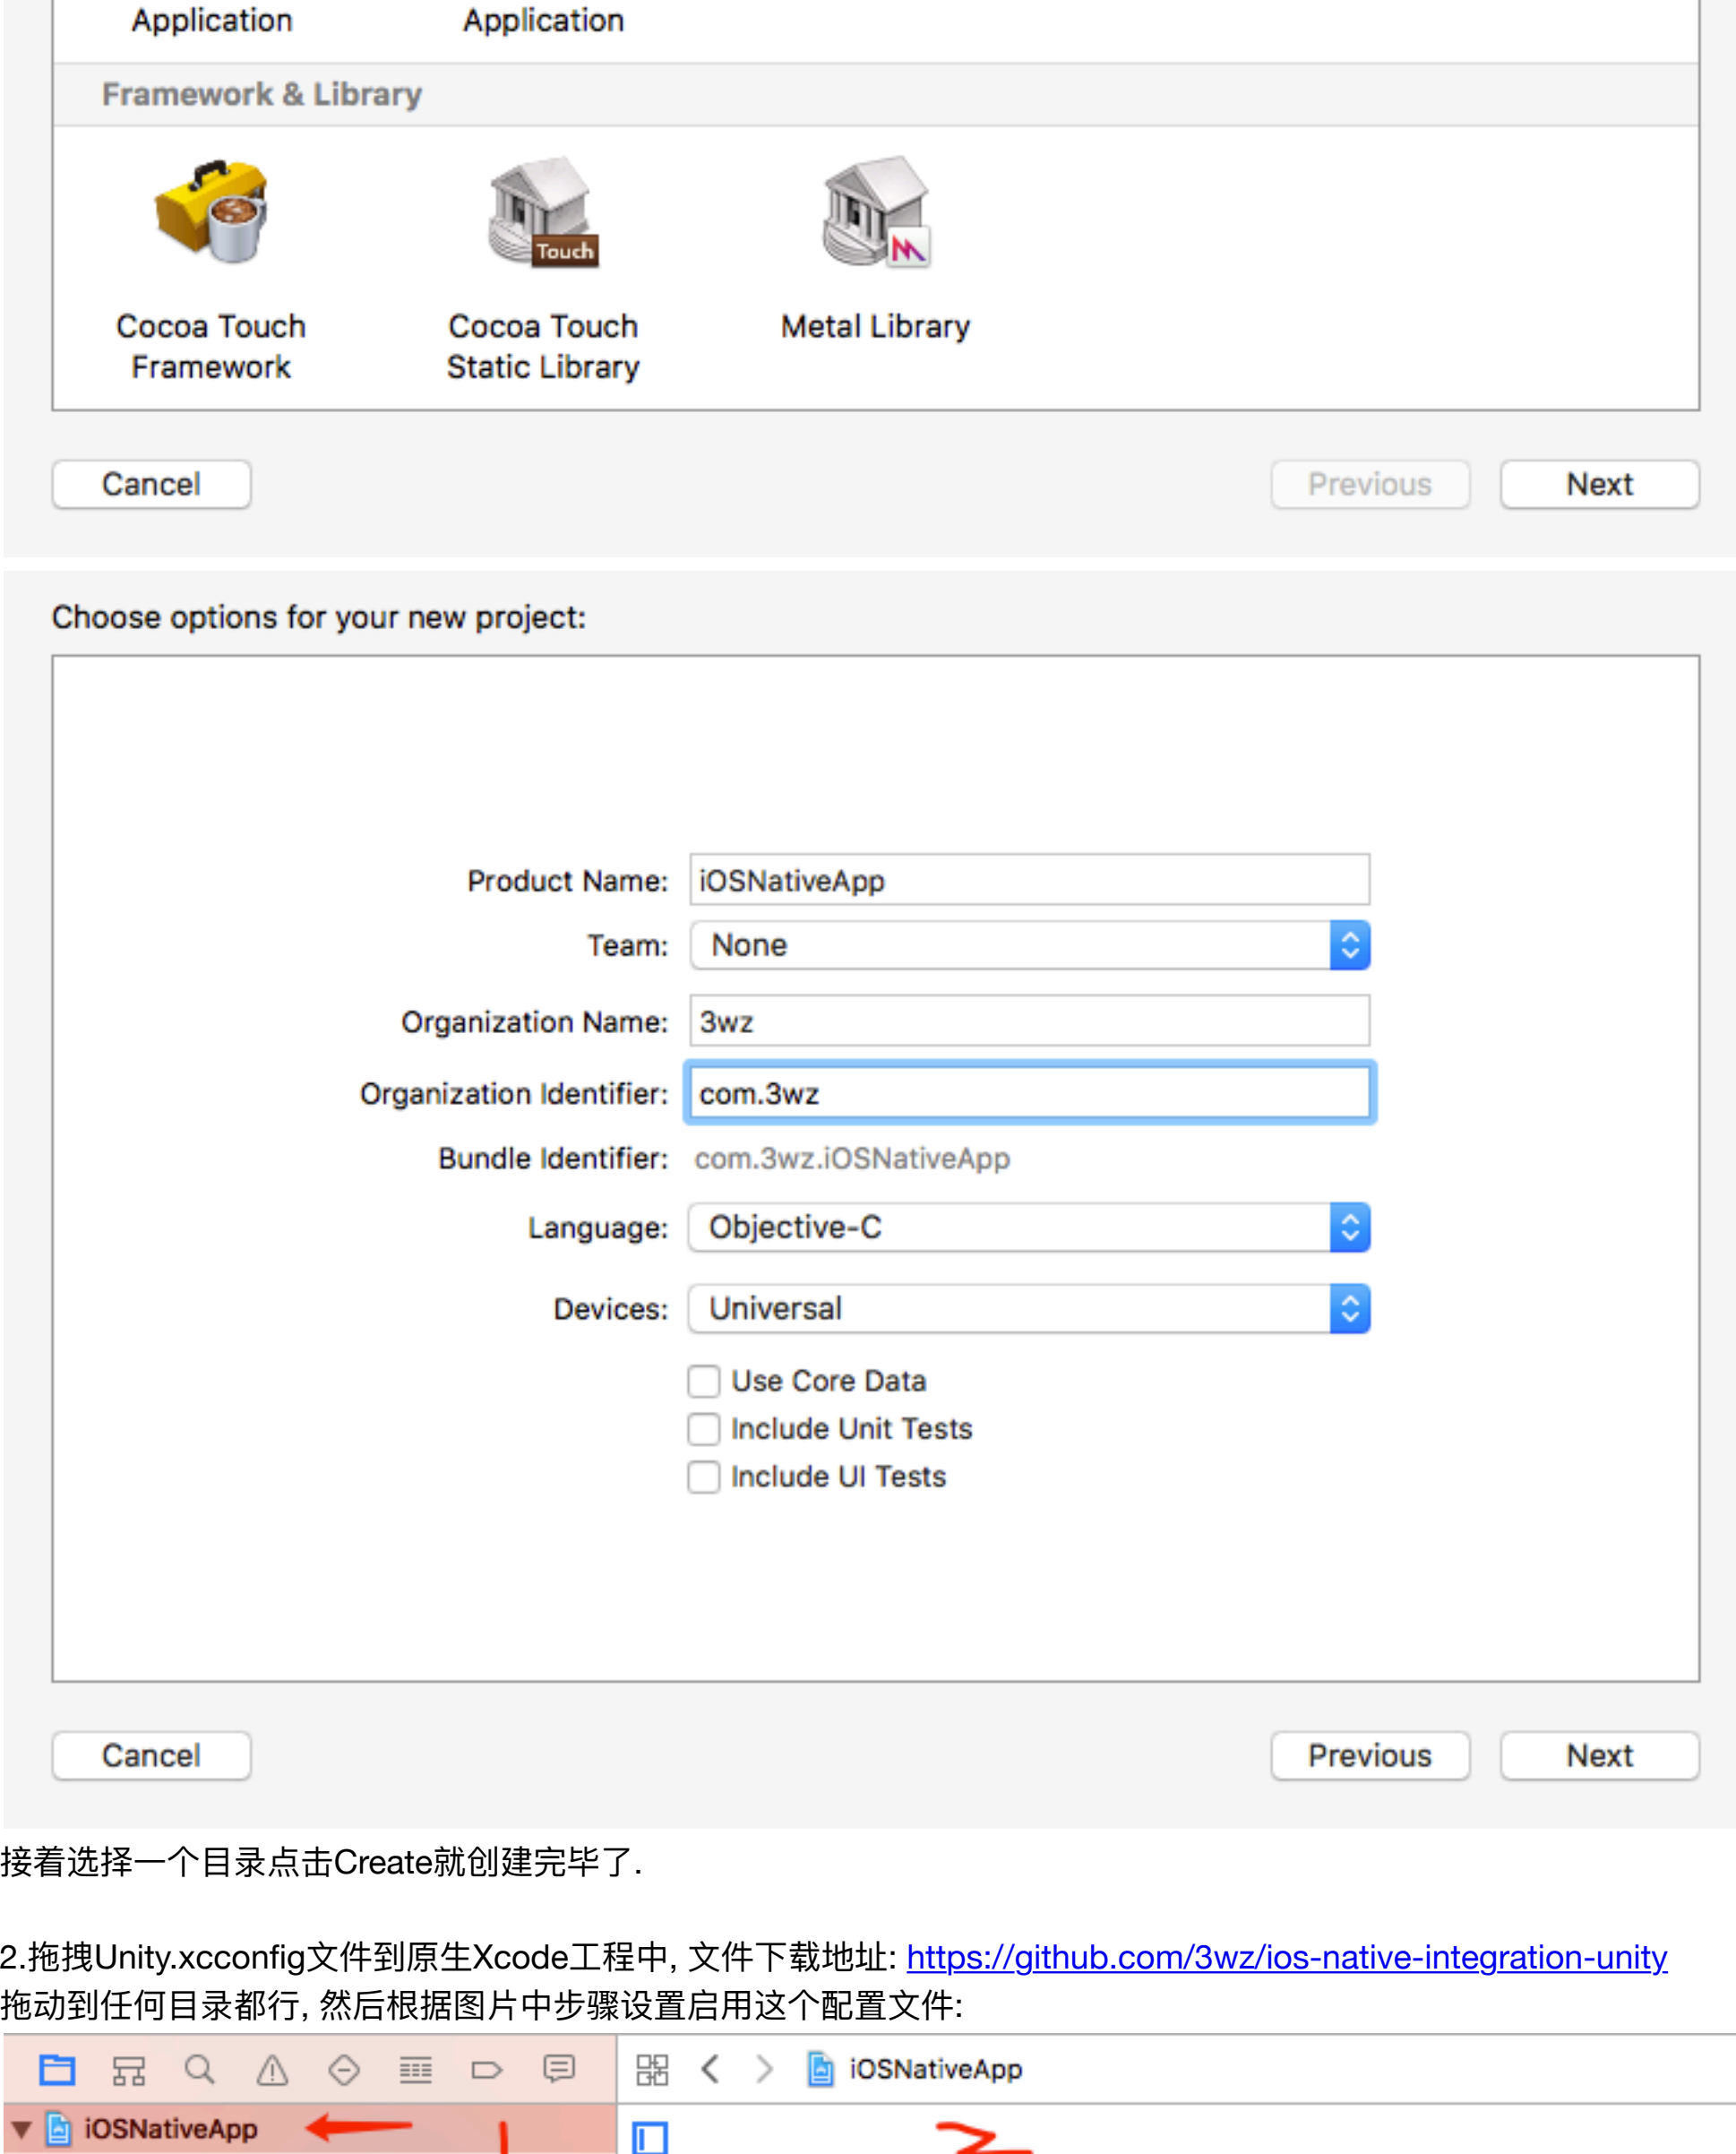 Application Application
Framework & Library
Touch
Cocoa Touch Cocoa Touch Metal Library
Framework Static Library
Cancel Previous Next
Choose options for your new project:
Product Name: iOSNativeApp
Team: None
Organization Name: 3wz
Organization Identifier: com.3wz
Bundle Identifier: com.3wz.iOSNativeApp
Language: Objective-C
Devices: Universal
Use Core Data
Include Unit Tests
Include UI Tests
Cancel Previous Next
接着选择一个目录点击Create就创建完毕了.
2.拖拽Unity.xcconfig文件到原生Xcode工程中, 文件下载地址: https://github.com/3wz/ios-native-integration-unity
拖动到任何目录都行, 然后根据图片中步骤设置启用这个配置文件:
iOSNativeApp
iOSNativeApp